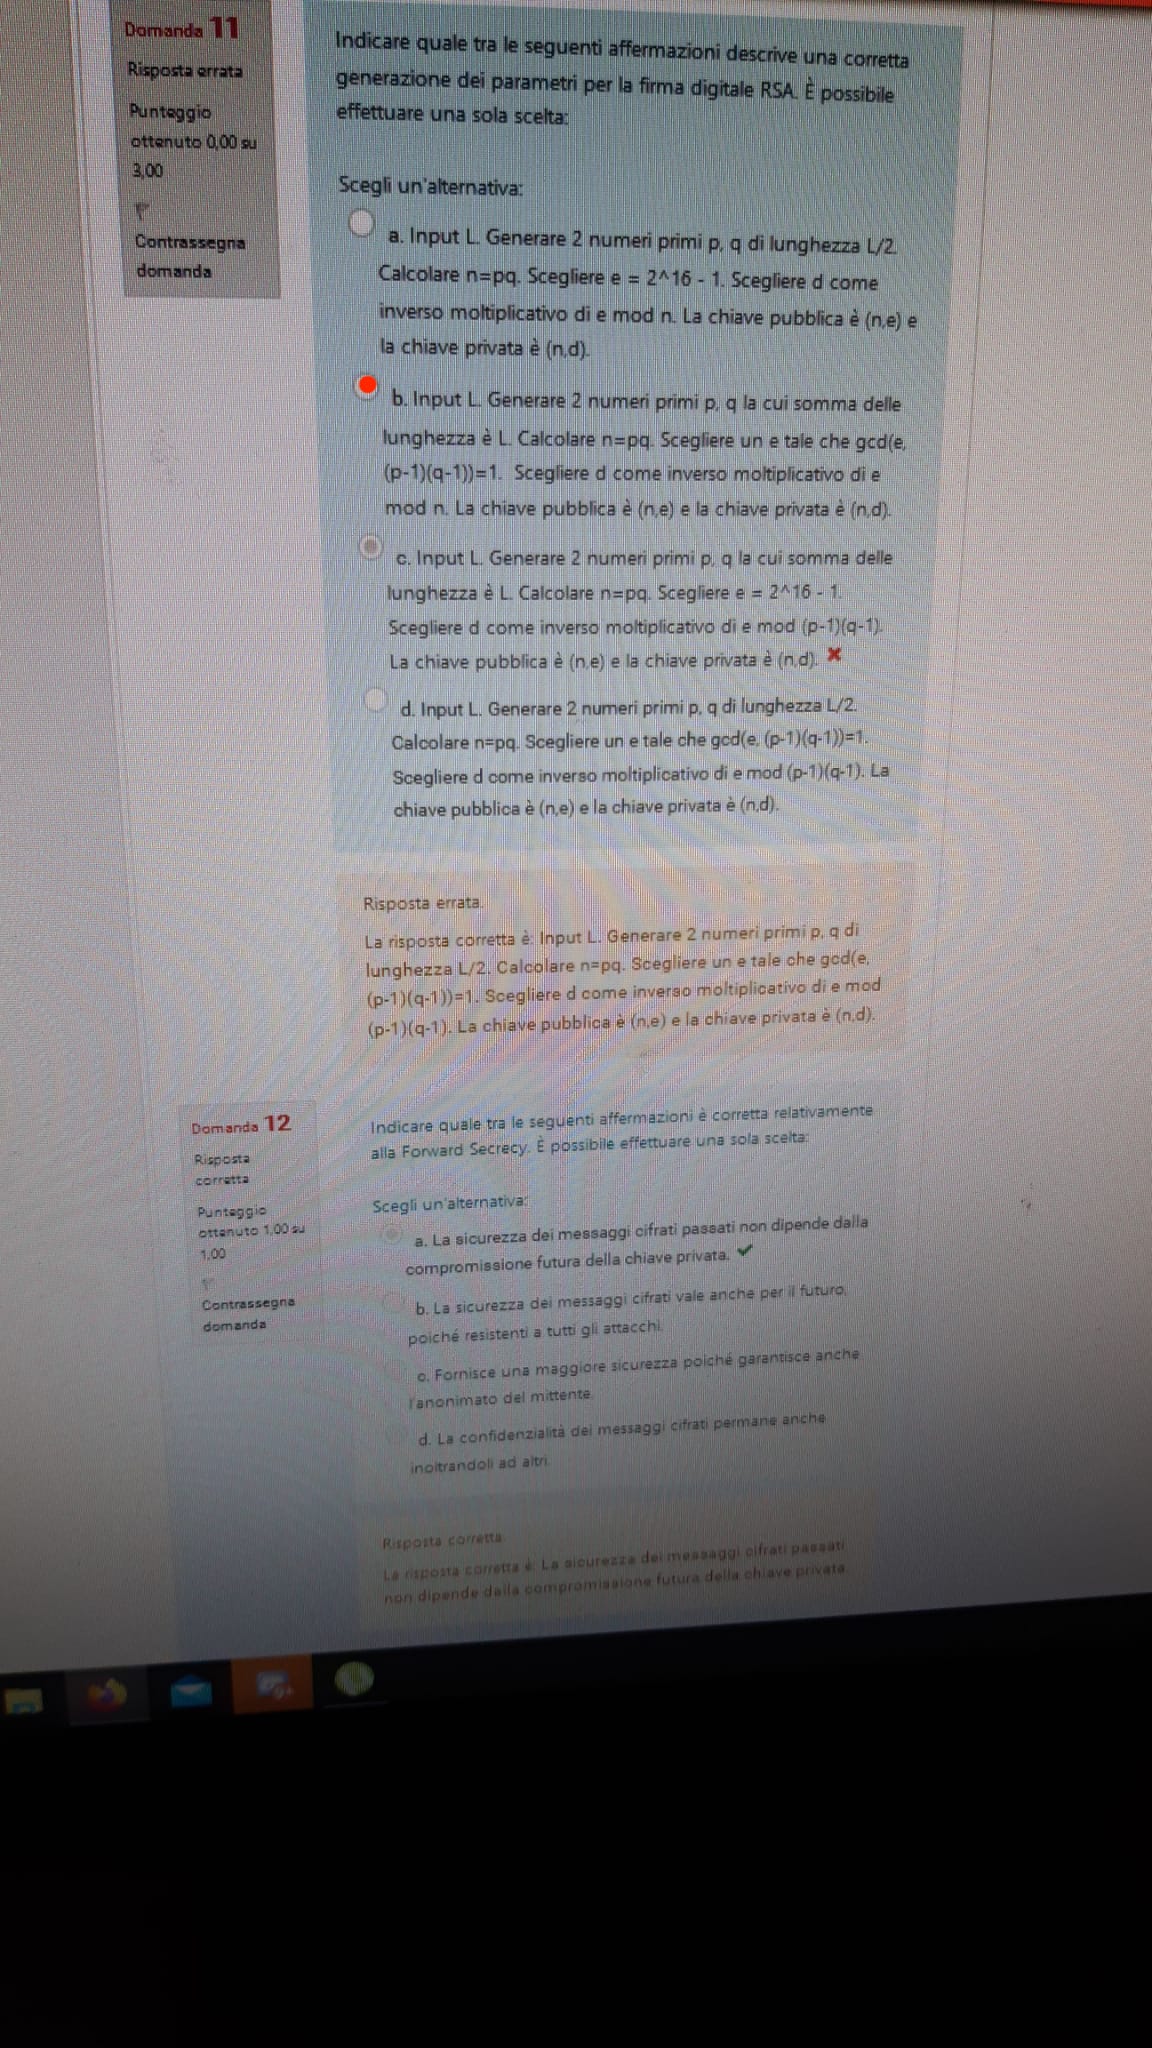 Domanda 11
Risposta errata
Punteggio
ottenuto 0,00 su
3,00
Contrassegna
domanda
Indicare quale tra le seguenti affermazioni descrive una corretta
generazione dei parametri per la firma digitale RSA. È possibile
effettuare una sola scelta:
Scegli un'alternativa:
a. Input L. Generare 2 numeri primi p, q di lunghezza L/2.
Calcolare n=pq. Scegliere e = 2^16 - 1. Scegliere d come
inverso moltiplicativo di e mod n. La chiave pubblica è (n,e) e
la chiave privata è (n,d).
b. Input L. Generare 2 numeri primi p, q la cui somma delle
lunghezza è L. Calcolare n=pq. Scegliere un e tale che gcd(e,
(p-1)(q-1))=1. Scegliere d come inverso moltiplicativo di e
mod n. La chiave pubblica è (n,e) e la chiave privata è (n,d).
c. Input L. Generare 2 numeri primi p, q la cui somma delle
lunghezza è L. Calcolare n=pq. Scegliere e = 2^16 - 1.
Scegliere d come inverso moltiplicativo di e mod (p-1)(q-1).
La chiave pubblica è (n,e) e la chiave privata è (n,d).
d. Input L. Generare 2 numeri primi p, q di lunghezza L/2.
Calcolare n=pq. Scegliere un e tale che gcd(e, (p-1)(q-1))=1.
Scegliere d come inverso moltiplicativo di e mod (p-1)(q-1). La
chiave pubblica è (n,e) e la chiave privata è (n,d).
Risposta errata.
La risposta corretta è: Input L. Generare 2 numeri primi p, q di
lunghezza L/2. Calcolare n=pq. Scegliere un e tale che gcd(e,
(p-1)(q-1))=1. Scegliere d come inverso moltiplicativo di e mod
(p-1)(q-1). La chiave pubblica è (n,e) e la chiave privata è (n,d).
Domanda 12
Risposta
corretta
Punteggio
ottenuto 1,00 su
1,00
Contrassegna
domanda
Indicare quale tra le seguenti affermazioni è corretta relativamente
alla Forward Secrecy. È possibile effettuare una sola scelta:
Scegli un'alternativa:
a. La sicurezza dei messaggi cifrati passati non dipende dalla
compromissione futura della chiave privata.
b. La sicurezza dei messaggi cifrati vale anche per il futuro,
poiché resistenti a tutti gli attacchi.
c. Fornisce una maggiore sicurezza poiché garantisce anche
l'anonimato del mittente.
d. La confidenzialità dei messaggi cifrati permane anche
inoltrandoli ad altri.
Risposta corretta.
La risposta corretta è: La sicurezza dei messaggi cifrati passati
non dipende dalla compromissione futura della chiave privata.
9+